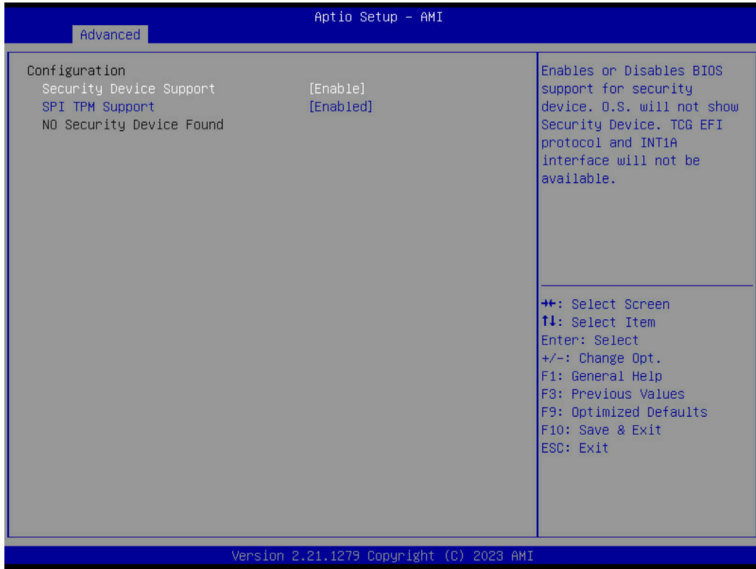 Aptio Setup - AMI
Advanced
Configuration
Security Device Support [Enable]
SPI TPM Support [Enabled]
NO Security Device Found
Enables or Disables BIOS
support for security
device. O.S. will not show
Security Device. TCG EFI
protocol and INT1A
interface will not be
available.
→←: Select Screen
↑↓: Select Item
Enter: Select
+/-: Change Opt.
F1: General Help
F3: Previous Values
F9: Optimized Defaults
F10: Save & Exit
ESC: Exit
Version 2.21.1279 Copyright (C) 2023 AMI